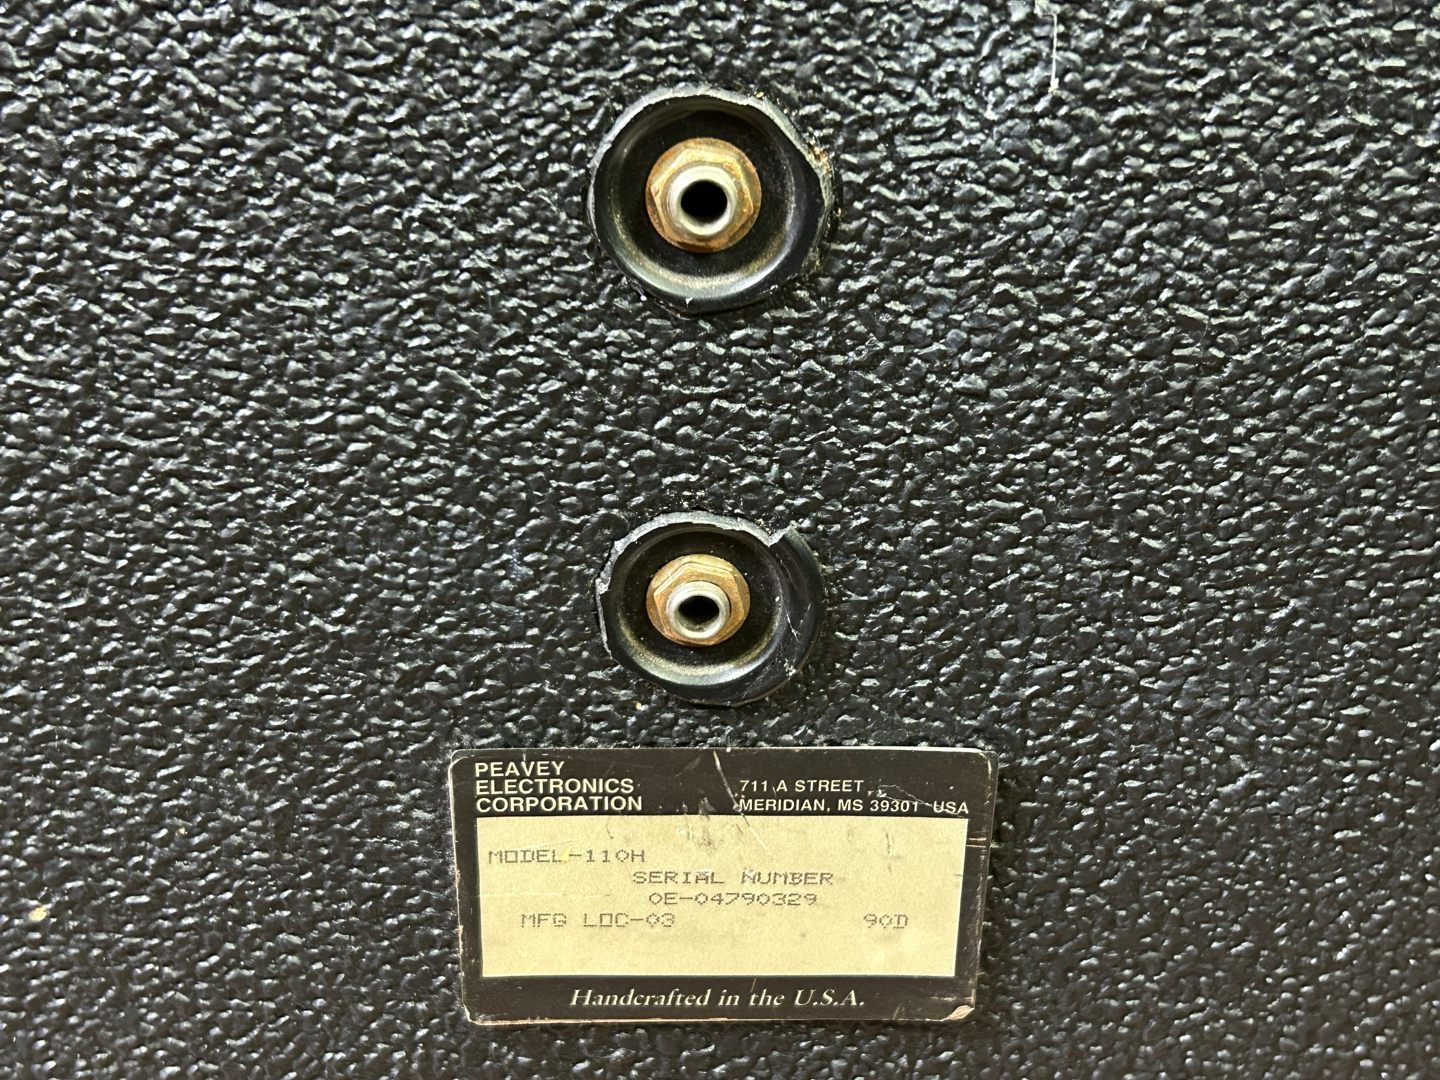 PEAVEY
ELECTRONICS
CORPORATION
711 A STREET
MERIDIAN, MS 39301 USA
MODEL-110H
SERIAL NUMBER
0E-04790329
MFG LOC-03 90D
Handcrafted in the U.S.A.